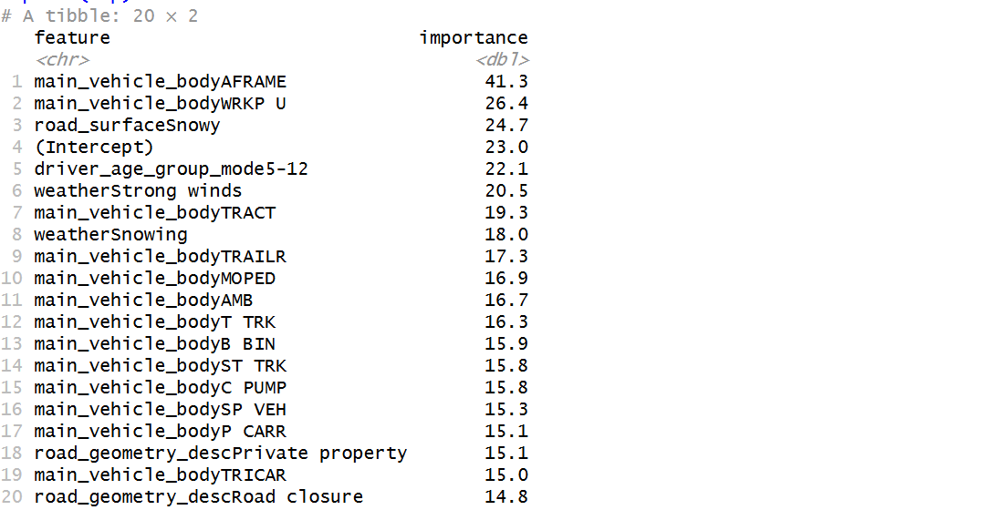 # A tibble: 20 × 2
feature importance
<chr> <dbl>
1 main_vehicle_bodyAFRAME 41.3
2 main_vehicle_bodyWRKP U 26.4
3 road_surfaceSnowy 24.7
4 (Intercept) 23.0
5 driver_age_group_mode5-12 22.1
6 weatherStrong winds 20.5
7 main_vehicle_bodyTRACT 19.3
8 weatherSnowing 18.0
9 main_vehicle_bodyTRAILR 17.3
10 main_vehicle_bodyMOPED 16.9
11 main_vehicle_bodyAMB 16.7
12 main_vehicle_bodyT TRK 16.3
13 main_vehicle_bodyB BIN 15.9
14 main_vehicle_bodyST TRK 15.8
15 main_vehicle_bodyC PUMP 15.8
16 main_vehicle_bodySP VEH 15.3
17 main_vehicle_bodyP CARR 15.1
18 road_geometry_descPrivate property 15.1
19 main_vehicle_bodyTRICAR 15.0
20 road_geometry_descRoad closure 14.8